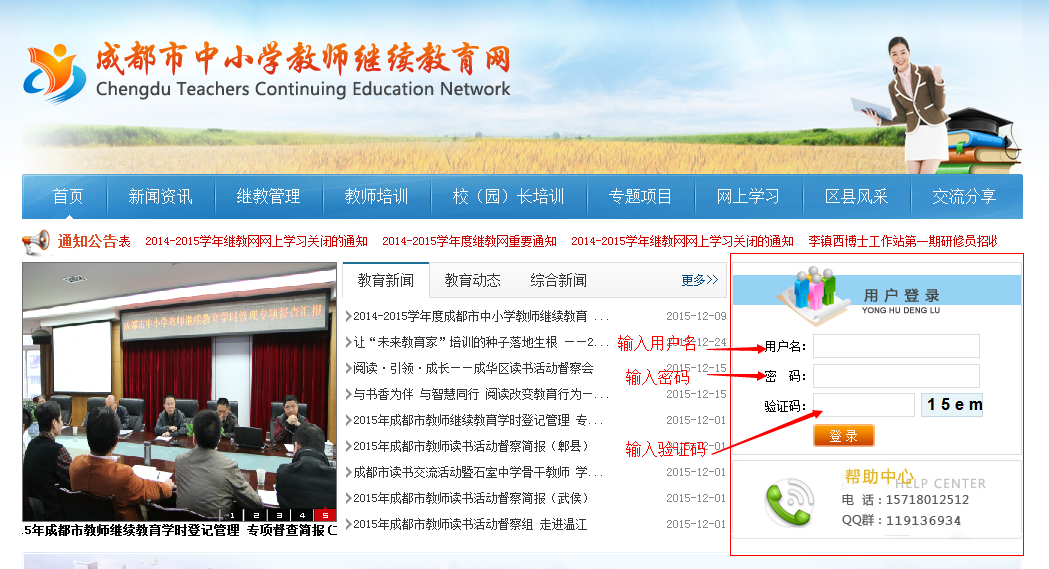 成都市中小学教师继续教育网
Chengdu Teachers Continuing Education Network
首页 新闻资讯 继教管理 教师培训 校（园）长培训 专题项目 网上学习 区县风采 交流分享
通知公告 表 2014-2015学年继教网网上学习关闭的通知 2014-2015学年度继教网重要通知 2014-2015学年继教网网上学习关闭的通知 李镇西博士工作站第一期研修员招收
成都市中小学教师继续教育学时管理专项督查汇报
1 2 3 4 5
15年成都市教师继续教育学时登记管理 专项督查简报
教育新闻 教育动态 综合新闻 更多>>
2014-2015学年度成都市中小学教师继续教育 ... 2015-12-09
让“未来教育家”培训的种子落地生根 －－2... 2015-12-24
阅读·引领·成长－－成华区读书活动督察会 2015-12-15
与书香为伴 与智慧同行 阅读改变教育行为—... 2015-12-15
2015年成都市教师继续教育学时登记管理 专... 2015-12-01
2015年成都市教师读书活动督察简报（郫县） 2015-12-01
成都市读书交流活动暨石室中学骨干教师 学... 2015-12-01
2015年成都市教师读书活动督察简报（武侯） 2015-12-01
2015年成都市教师读书活动督察组 走进温江 2015-12-01
输入用户名
输入密码
输入验证码
用户登录
YONG HU DENG LU
用户名：
密 码：
验证码： 15em
登录
帮助中心
HELP CENTER
电 话：15718012512
QQ群：119136934